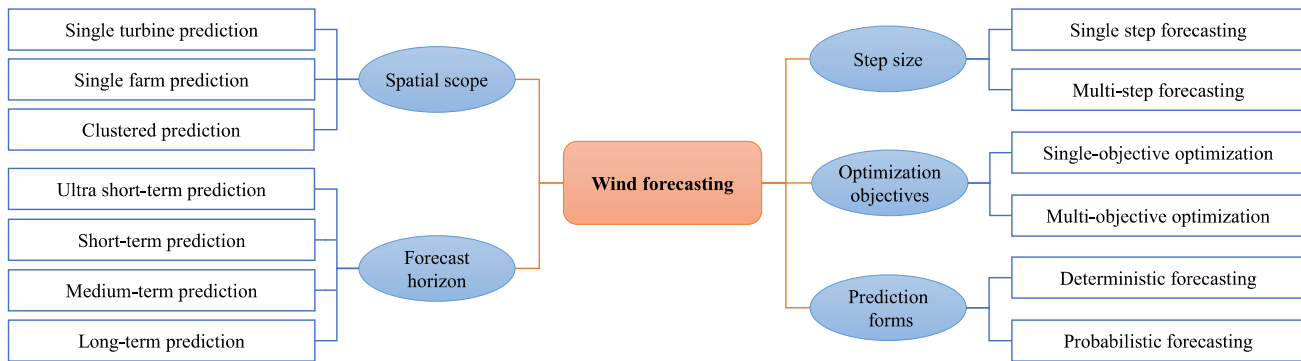 Single turbine prediction
Single farm prediction
Clustered prediction
Spatial scope
Ultra short-term prediction
Short-term prediction
Medium-term prediction
Long-term prediction
Forecast
horizon
Wind forecasting
Step size
Single step forecasting
Multi-step forecasting
Optimization
objectives
Single-objective optimization
Multi-objective optimization
Prediction
forms
Deterministic forecasting
Probabilistic forecasting